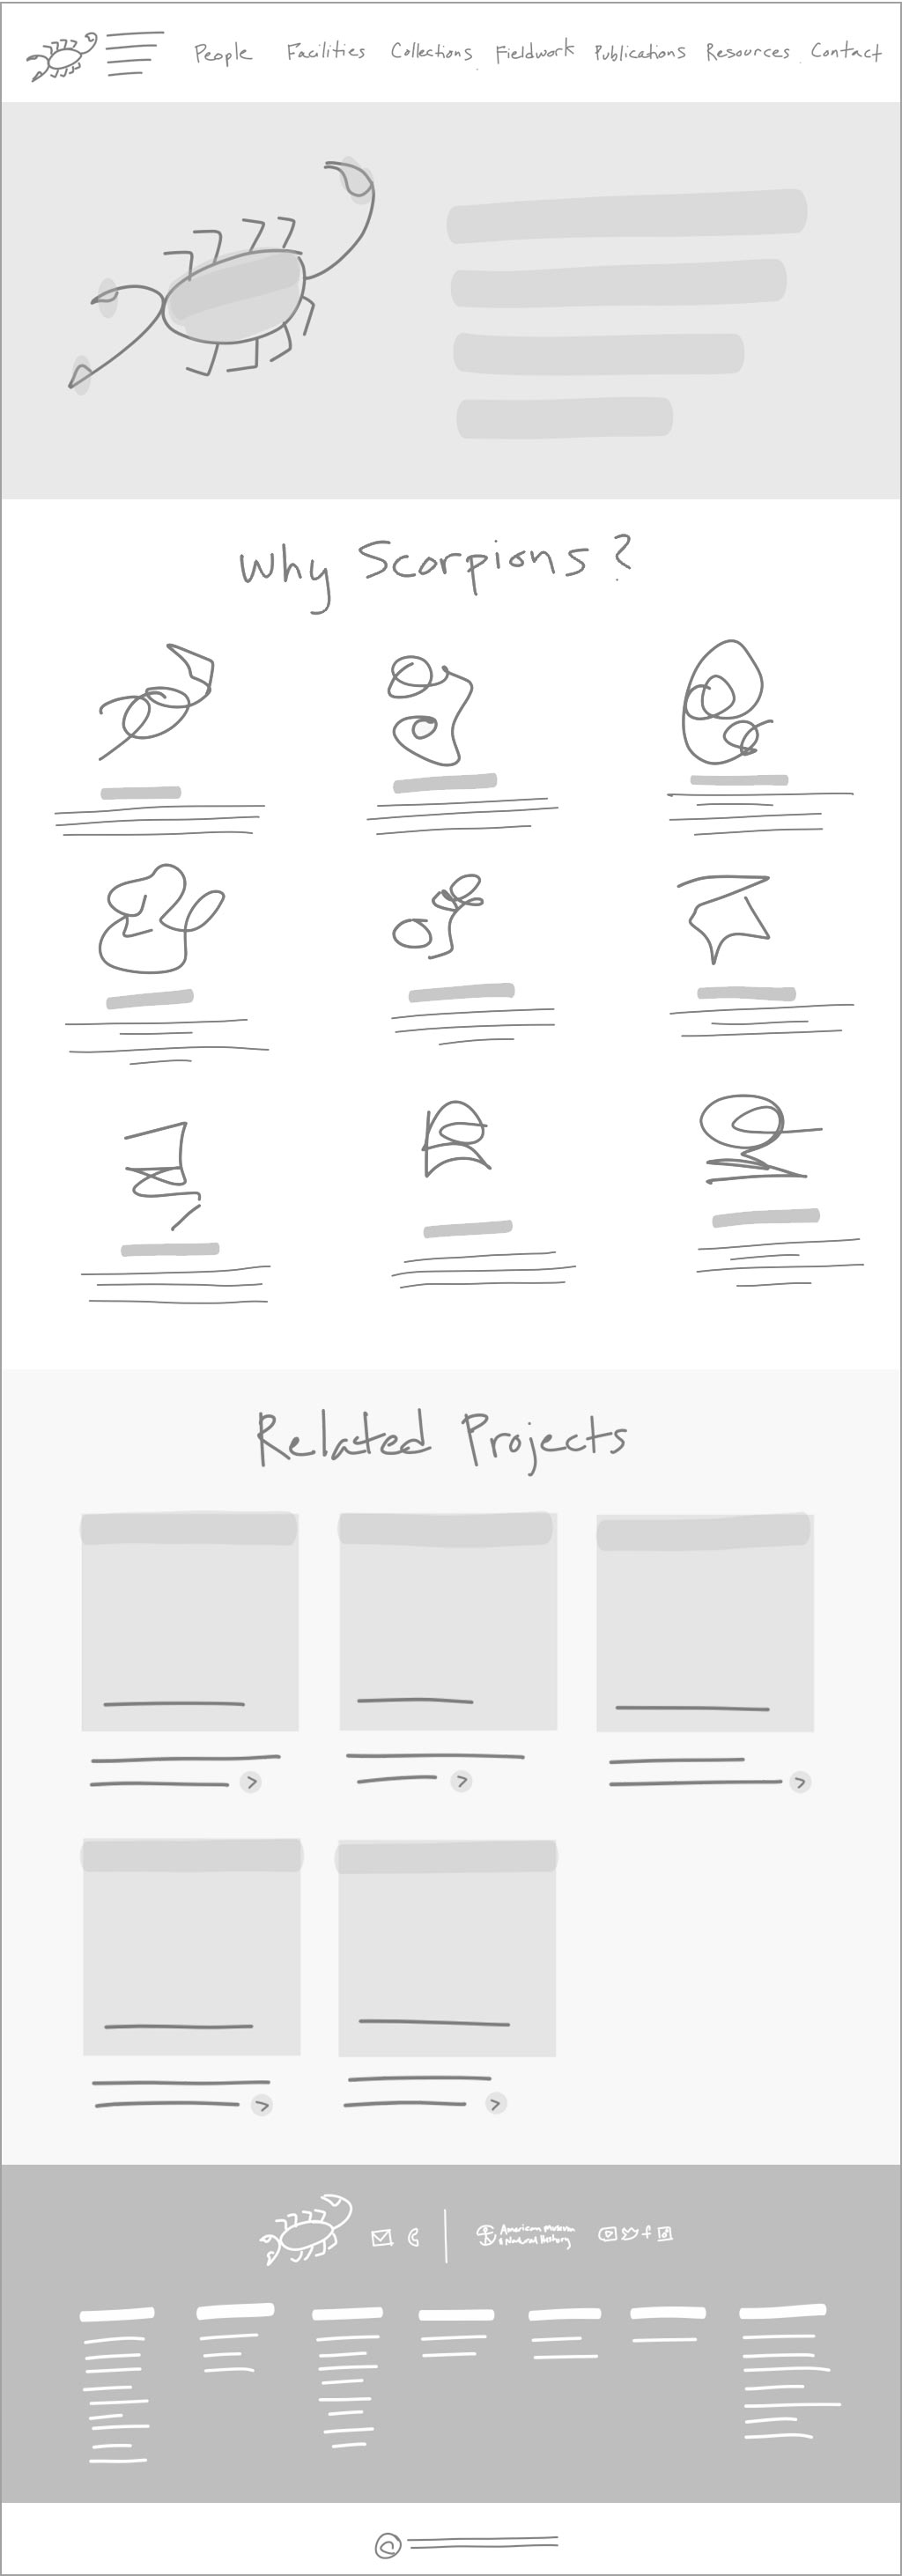 People Facilities Collections Fieldwork Publications Resources Contact
Why Scorpions?
Related Projects
American Museum
of Natural History